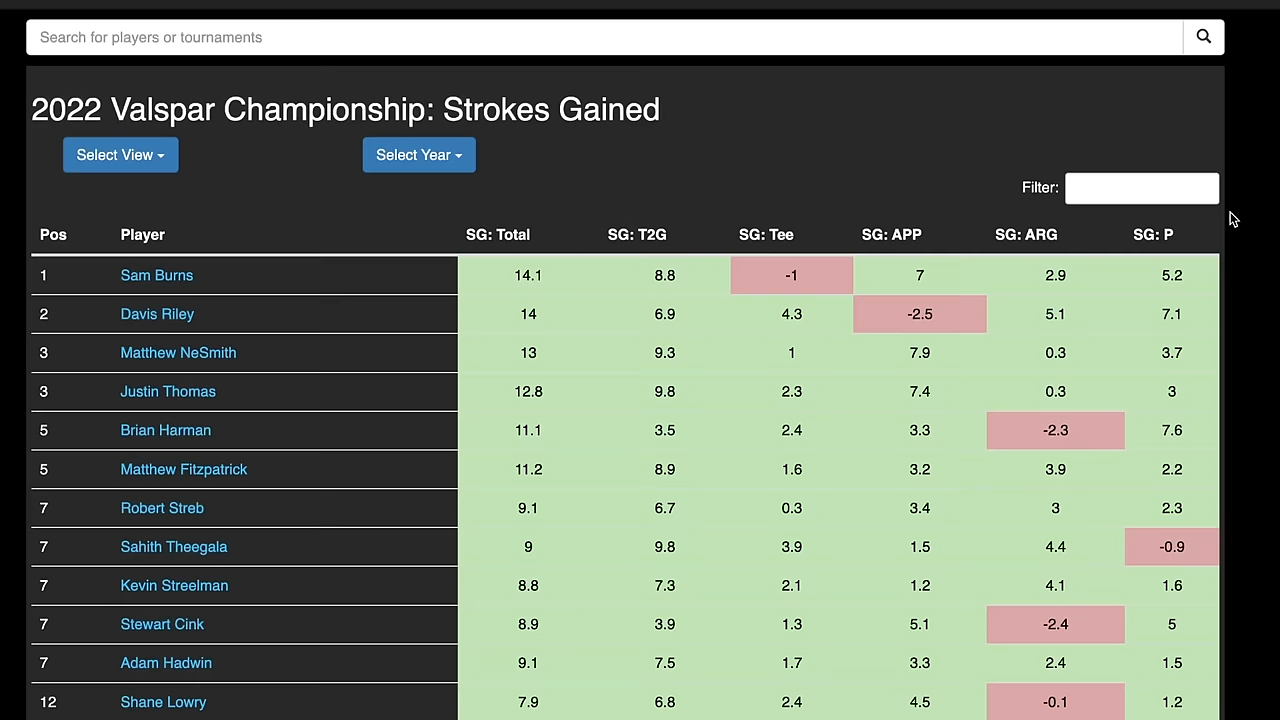 Search for players or tournaments
2022 Valspar Championship: Strokes Gained
Select View Select Year
Filter:
Pos Player SG: Total SG: T2G SG: Tee SG: APP SG: ARG SG: P
1 Sam Burns 14.1 8.8 -1 7 2.9 5.2
2 Davis Riley 14 6.9 4.3 -2.5 5.1 7.1
3 Matthew NeSmith 13 9.3 1 7.9 0.3 3.7
3 Justin Thomas 12.8 9.8 2.3 7.4 0.3 3
5 Brian Harman 11.1 3.5 2.4 3.3 -2.3 7.6
5 Matthew Fitzpatrick 11.2 8.9 1.6 3.2 3.9 2.2
7 Robert Streb 9.1 6.7 0.3 3.4 3 2.3
7 Sahith Theegala 9 9.8 3.9 1.5 4.4 -0.9
7 Kevin Streelman 8.8 7.3 2.1 1.2 4.1 1.6
7 Stewart Cink 8.9 3.9 1.3 5.1 -2.4 5
7 Adam Hadwin 9.1 7.5 1.7 3.3 2.4 1.5
12 Shane Lowry 7.9 6.8 2.4 4.5 -0.1 1.2